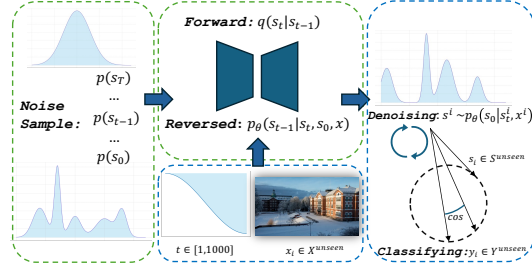 Noise
Sample:
p(s_T)
...
p(s_{t-1})
...
p(s_0)
Forward: q(s_t|s_{t-1})
Reversed: p_θ(s_{t-1}|s_t, s_0, x)
t ∈ [1,1000]
x_i ∈ X^{unseen}
Denoising: s^i ~p_θ(s_0|s_t^i, x^i)
s_i ∈ S^{unseen}
cos
Classifying: y_i ∈ Y^{unseen}